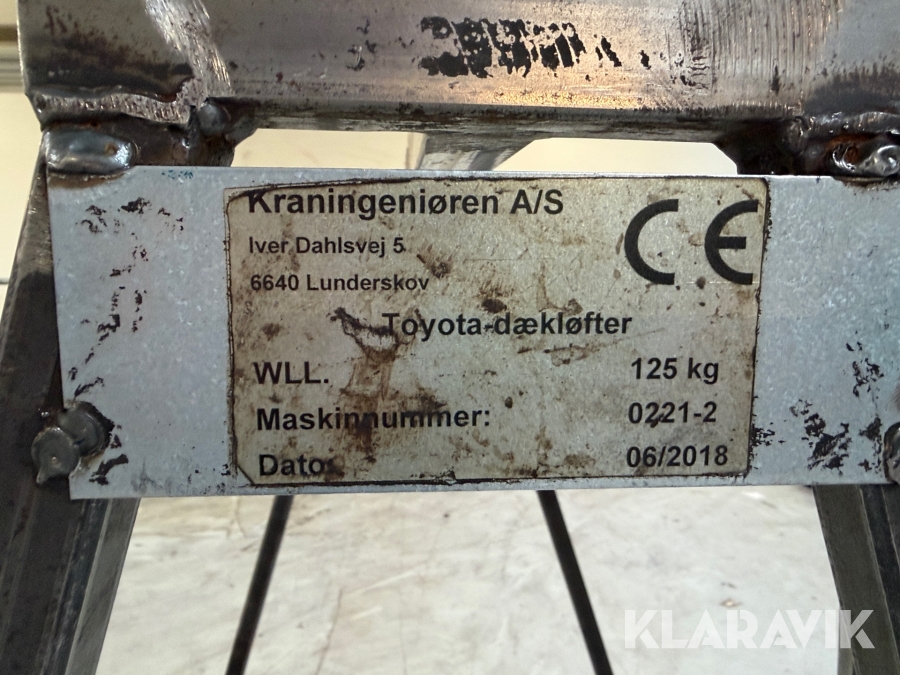 Kraningeniøren A/S
CE
Iver Dahlsvej 5
6640 Lunderskov
Toyota-dækløfter
WLL. 125 kg
Maskinnummer: 0221-2
Dato: 06/2018
KLARAVIK